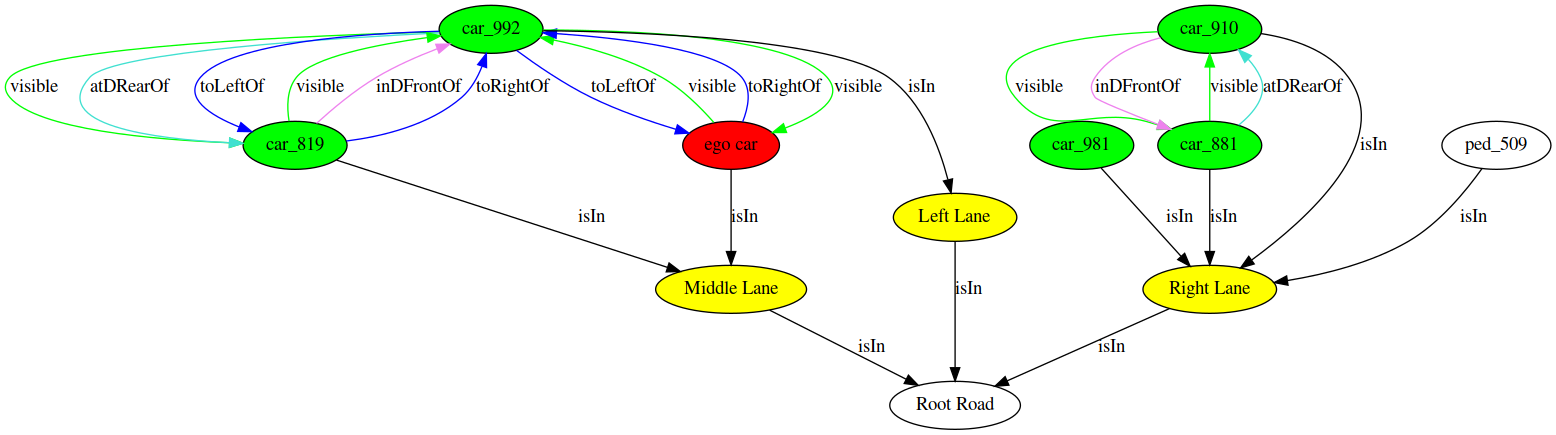 car_992
car_910
visible
atDRearOf
toLeftOf
visible
inDFrontOf
toRightOf
toLeftOf
visible
toRightOf
visible
isIn
visible
inDFrontOf
visible
atDRearOf
car_819
ego car
car_981
car_881
isIn
ped_509
isIn
isIn
Left Lane
isIn
isIn
isIn
Middle Lane
isIn
Right Lane
isIn
isIn
Root Road